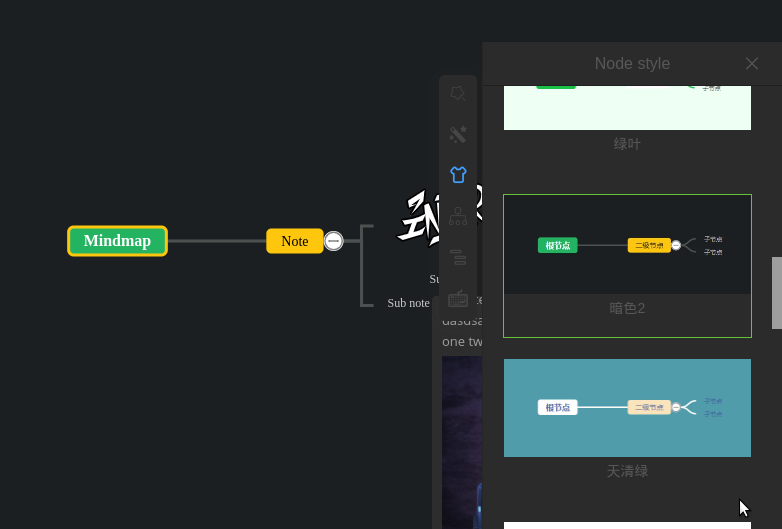 Node style
子节点
绿叶
Mindmap
Note
Sub note
根节点
二级节点
子节点
子节点
暗色2
one tw
根节点
二级节点
子节点
子节点
天清绿